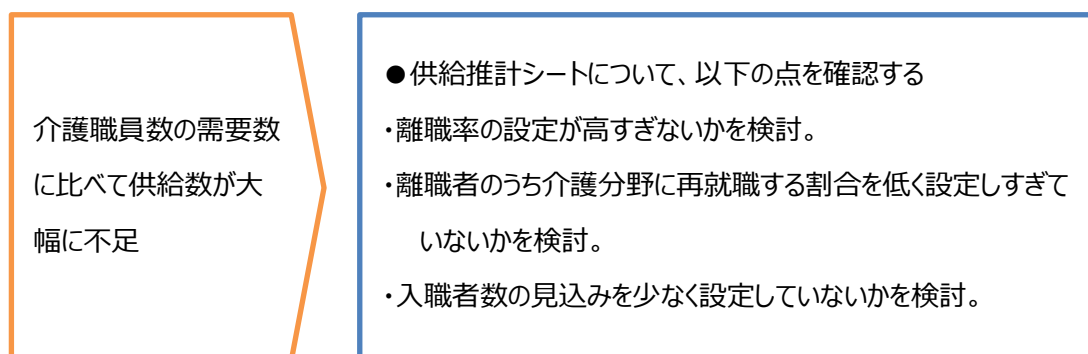 介護職員数の需要数
に比べて供給数が大
幅に不足
●供給推計シートについて、以下の点を確認する
・離職率の設定が高すぎないかを検討。
・離職者のうち介護分野に再就職する割合を低く設定しすぎて
いないかを検討。
・入職者数の見込みを少なく設定していないかを検討。